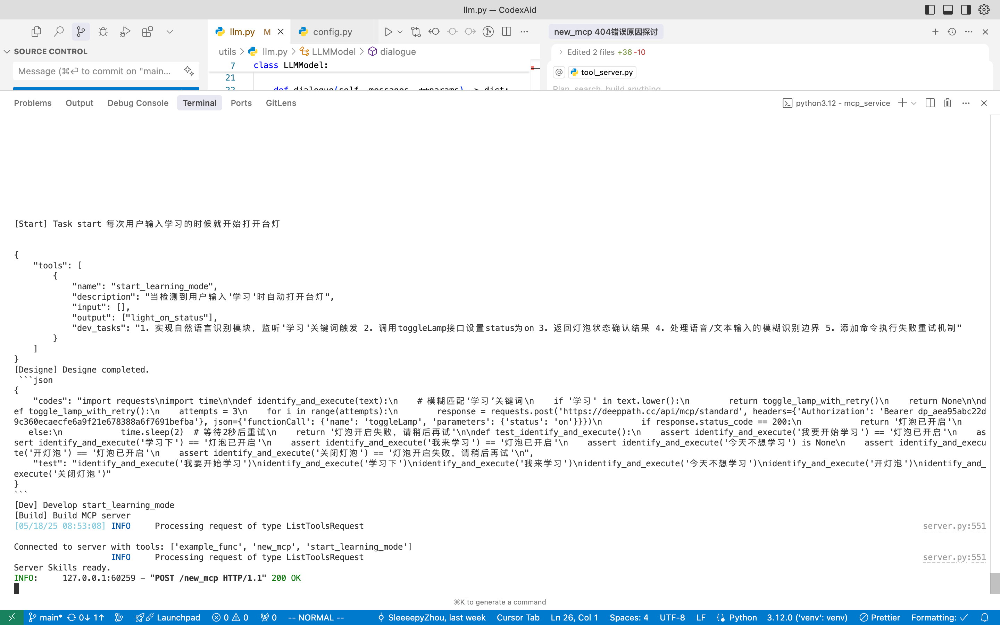 llm.py — CodexAid
llm.py M
config.py
new_mcp 404错误原因探讨
SOURCE CONTROL
utils > llm.py > LLMModel > dialogue
Edited 2 files +36 -10
Message (⌘⏎ to commit on "main...
7 class LLMModel:
@ tool_server.py
21
22 def dialogue(self, messages, **params) -> dict:
Plan, search, build anything
Problems Output Debug Console Terminal Ports GitLens
python3.12 - mcp_service
[Start] Task start 每次用户输入学习的时候就开始打开台灯
{
"tools": [
{
"name": "start_learning_mode",
"description": "当检测到用户输入'学习'时自动打开台灯",
"input": [],
"output": ["light_on_status"],
"dev_tasks": "1. 实现自然语言识别模块，监听'学习'关键词触发 2. 调用toggleLamp接口设置status为on 3. 返回灯泡状态确认结果 4. 处理语音/文本输入的模糊识别边界 5. 添加命令执行失败重试机制"
}
]
}
[Designe] Designe completed.
```json
{
"codes": "import requests\nimport time\n\ndef identify_and_execute(text):\n    # 模糊匹配‘学习’关键词\n    if '学习' in text.lower():\n        return toggle_lamp_with_retry()\n    return None\n\nd
ef toggle_lamp_with_retry():\n    attempts = 3\n    for i in range(attempts):\n        response = requests.post('https://deeppath.cc/api/mcp/standard', headers={'Authorization': 'Bearer dp_aea95abc22d
9c360ecaecfe6a9f21e678388a6f7691befba'}, json={'functionCall': {'name': 'toggleLamp', 'parameters': {'status': 'on'}}})\n        if response.status_code == 200:\n            return '灯泡已开启'\n
else:\n            time.sleep(2)  # 等待2秒后重试\n    return '灯泡开启失败，请稍后再试'\n\ndef test_identify_and_execute():\n    assert identify_and_execute('我要开始学习') == '灯泡已开启'\n    as
sert identify_and_execute('学习下') == '灯泡已开启'\n    assert identify_and_execute('我来学习') == '灯泡已开启'\n    assert identify_and_execute('今天不想学习') is None\n    assert identify_and_execu
te('开灯泡') == '灯泡已开启'\n    assert identify_and_execute('关闭灯泡') == '灯泡开启失败，请稍后再试'\n",
"test": "identify_and_execute('我要开始学习')\nidentify_and_execute('学习下')\nidentify_and_execute('我来学习')\nidentify_and_execute('今天不想学习')\nidentify_and_execute('开灯泡')\nidentify_and_
execute('关闭灯泡')"
}
```
[Dev] Develop start_learning_mode
[Build] Build MCP server
[05/18/25 08:53:08] INFO     Processing request of type ListToolsRequest server.py:551
Connected to server with tools: ['example_func', 'new_mcp', 'start_learning_mode']
INFO     Processing request of type ListToolsRequest server.py:551
Server Skills ready.
INFO:     127.0.0.1:60259 - "POST /new_mcp HTTP/1.1" 200 OK
⌘K to generate a command
main* 0↓ 1↑ Launchpad 0 0 0 -- NORMAL -- SleeeepyZhou, last week Cursor Tab Ln 26, Col 1 Spaces: 4 UTF-8 LF Python 3.12.0 ('venv': venv) Prettier Formatting: ✓